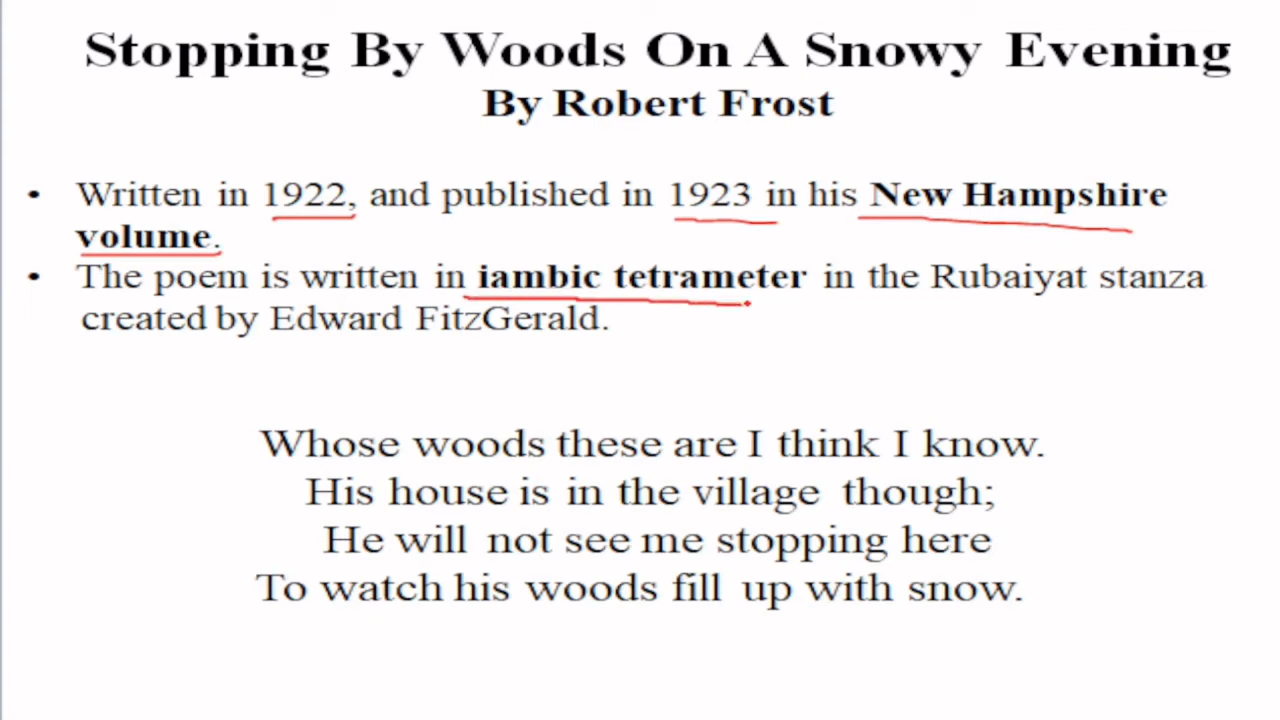 Stopping By Woods On A Snowy Evening
By Robert Frost
• Written in 1922, and published in 1923 in his New Hampshire
volume.
• The poem is written in iambic tetrameter in the Rubaiyat stanza
created by Edward FitzGerald.
Whose woods these are I think I know.
His house is in the village though;
He will not see me stopping here
To watch his woods fill up with snow.